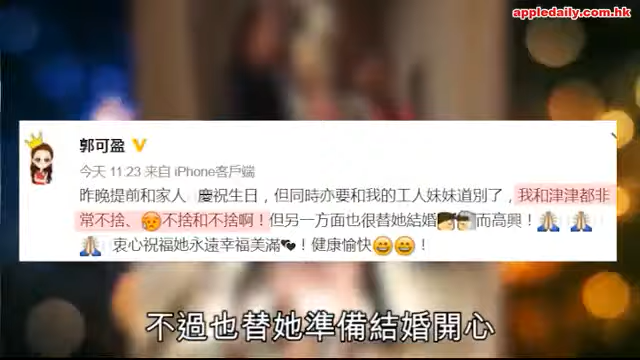 appledaily.com.hk
郭可盈
今天 11:23 来自 iPhone客戶端
昨晚提前和家人 慶祝生日，但同時亦要和我的工人妹妹道別了，我和津津都非
常不捨、不捨和不捨啊！但另一方面也很替她結婚而高興！
衷心祝福她永遠幸福美滿！健康愉快！
不過也替她準備結婚開心